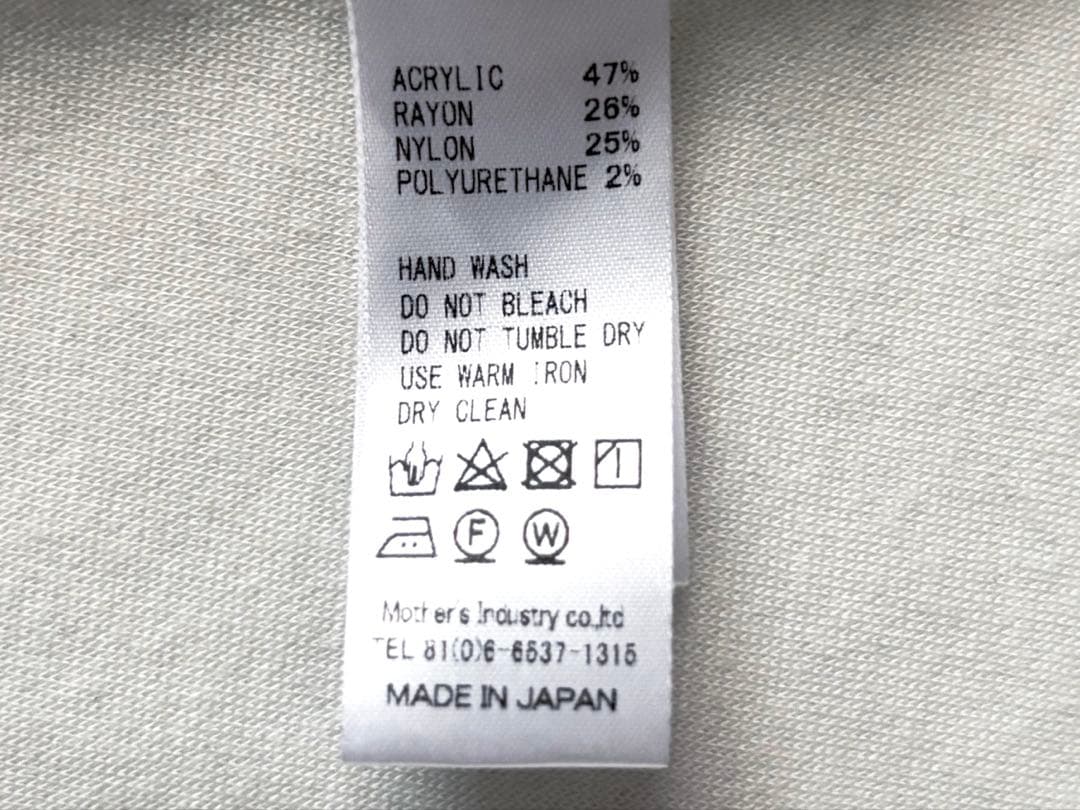 ACRYLIC 47%
RAYON 26%
NYLON 25%
POLYURETHANE 2%
HAND WASH
DO NOT BLEACH
DO NOT TUMBLE DRY
USE WARM IRON
DRY CLEAN
F W
Mother's Industry co.,ltd
TEL 81(0)6-6537-1315
MADE IN JAPAN